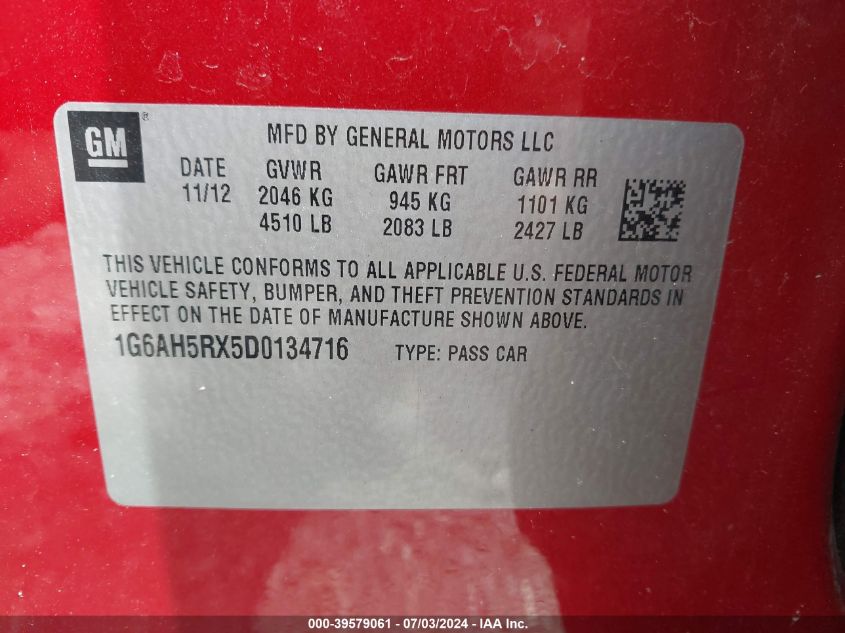 GM ®
MFD BY GENERAL MOTORS LLC
DATE GVWR GAWR FRT GAWR RR
11/12 2046 KG 945 KG 1101 KG
4510 LB 2083 LB 2427 LB
THIS VEHICLE CONFORMS TO ALL APPLICABLE U.S. FEDERAL MOTOR
VEHICLE SAFETY, BUMPER, AND THEFT PREVENTION STANDARDS IN
EFFECT ON THE DATE OF MANUFACTURE SHOWN ABOVE.
1G6AH5RX5D0134716 TYPE: PASS CAR
000-39579061 - 07/03/2024 - IAA Inc.